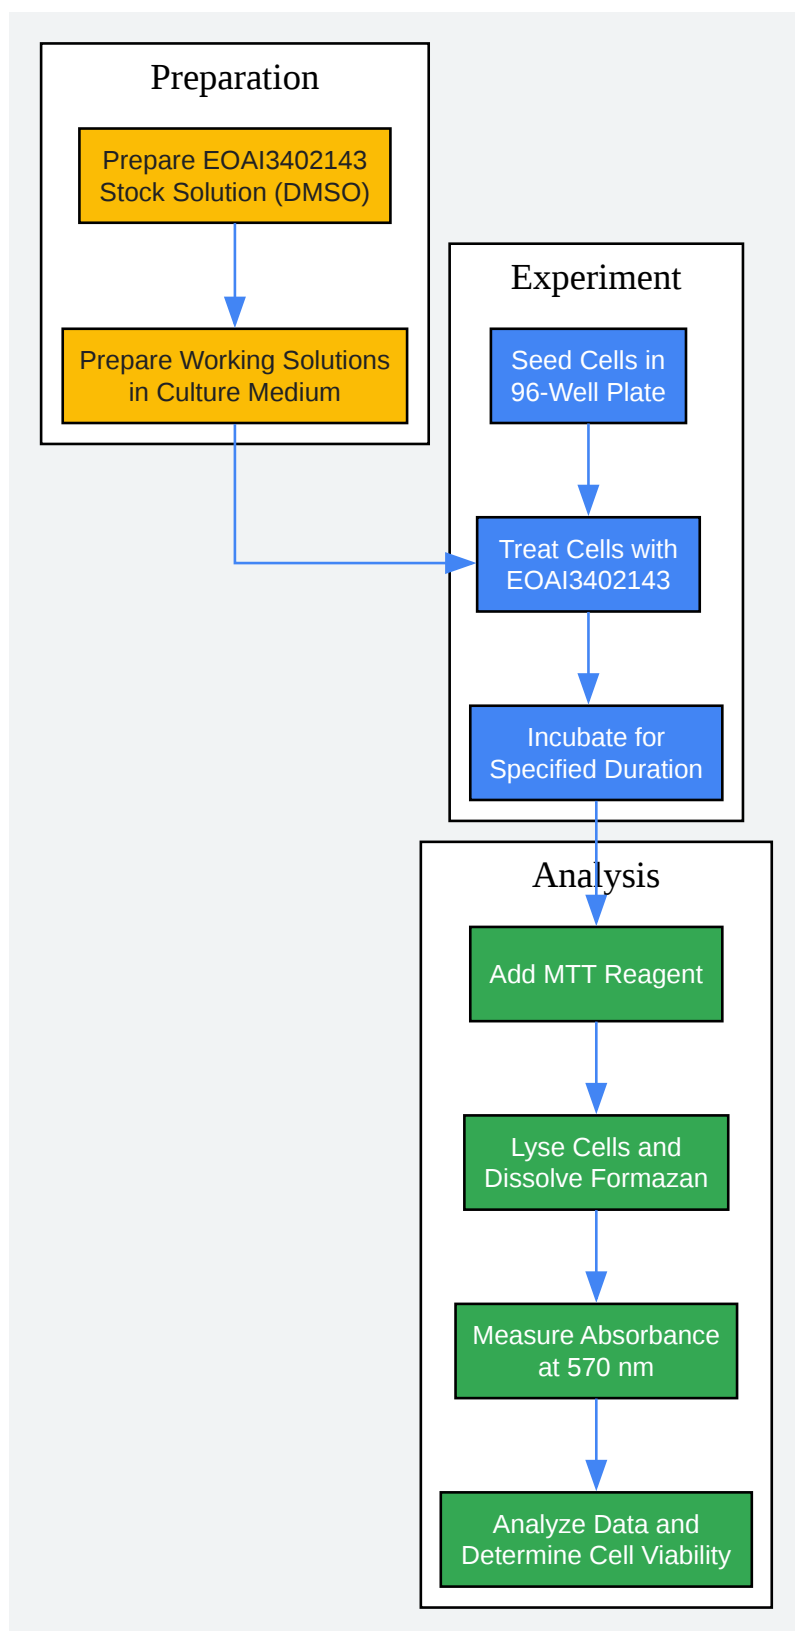 Preparation
Prepare EOAI3402143
Stock Solution (DMSO)
Prepare Working Solutions
in Culture Medium
Experiment
Seed Cells in
96-Well Plate
Treat Cells with
EOAI3402143
Incubate for
Specified Duration
Analysis
Add MTT Reagent
Lyse Cells and
Dissolve Formazan
Measure Absorbance
at 570 nm
Analyze Data and
Determine Cell Viability